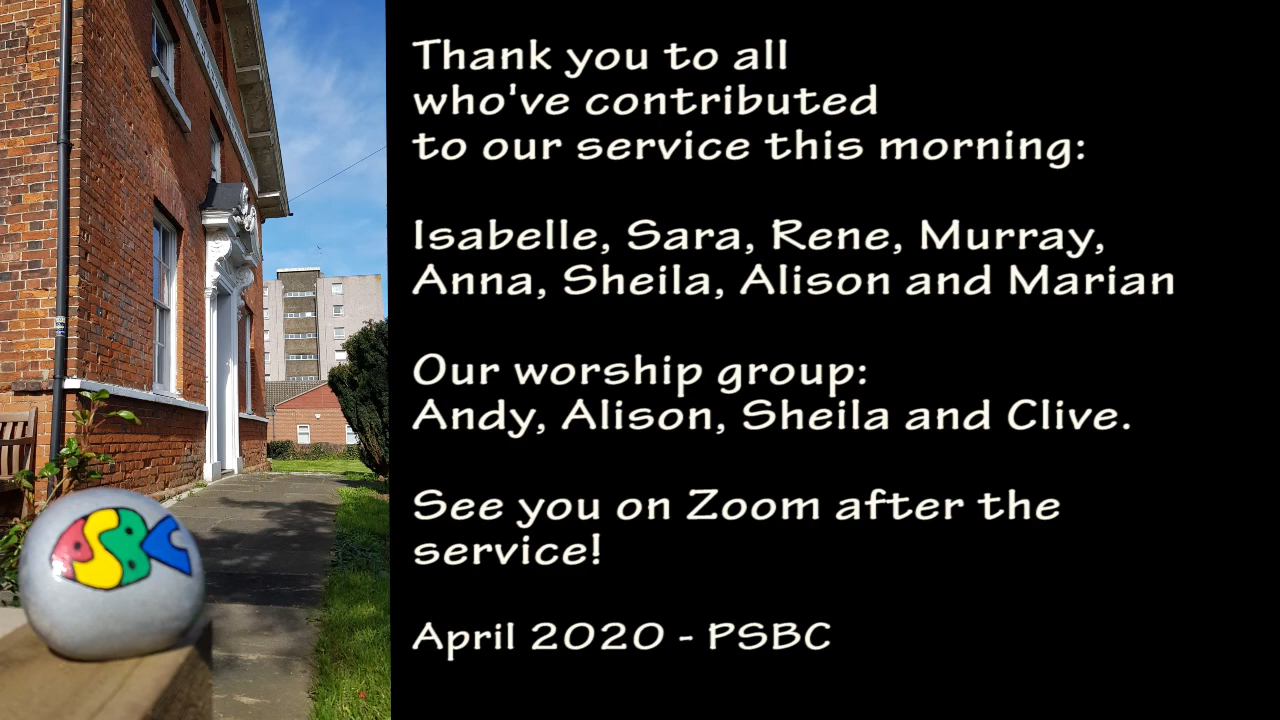 Thank you to all
who've contributed
to our service this morning:
Isabelle, Sara, Rene, Murray,
Anna, Sheila, Alison and Marian
Our worship group:
Andy, Alison, Sheila and Clive.
See you on Zoom after the
service!
April 2020 - PSBC